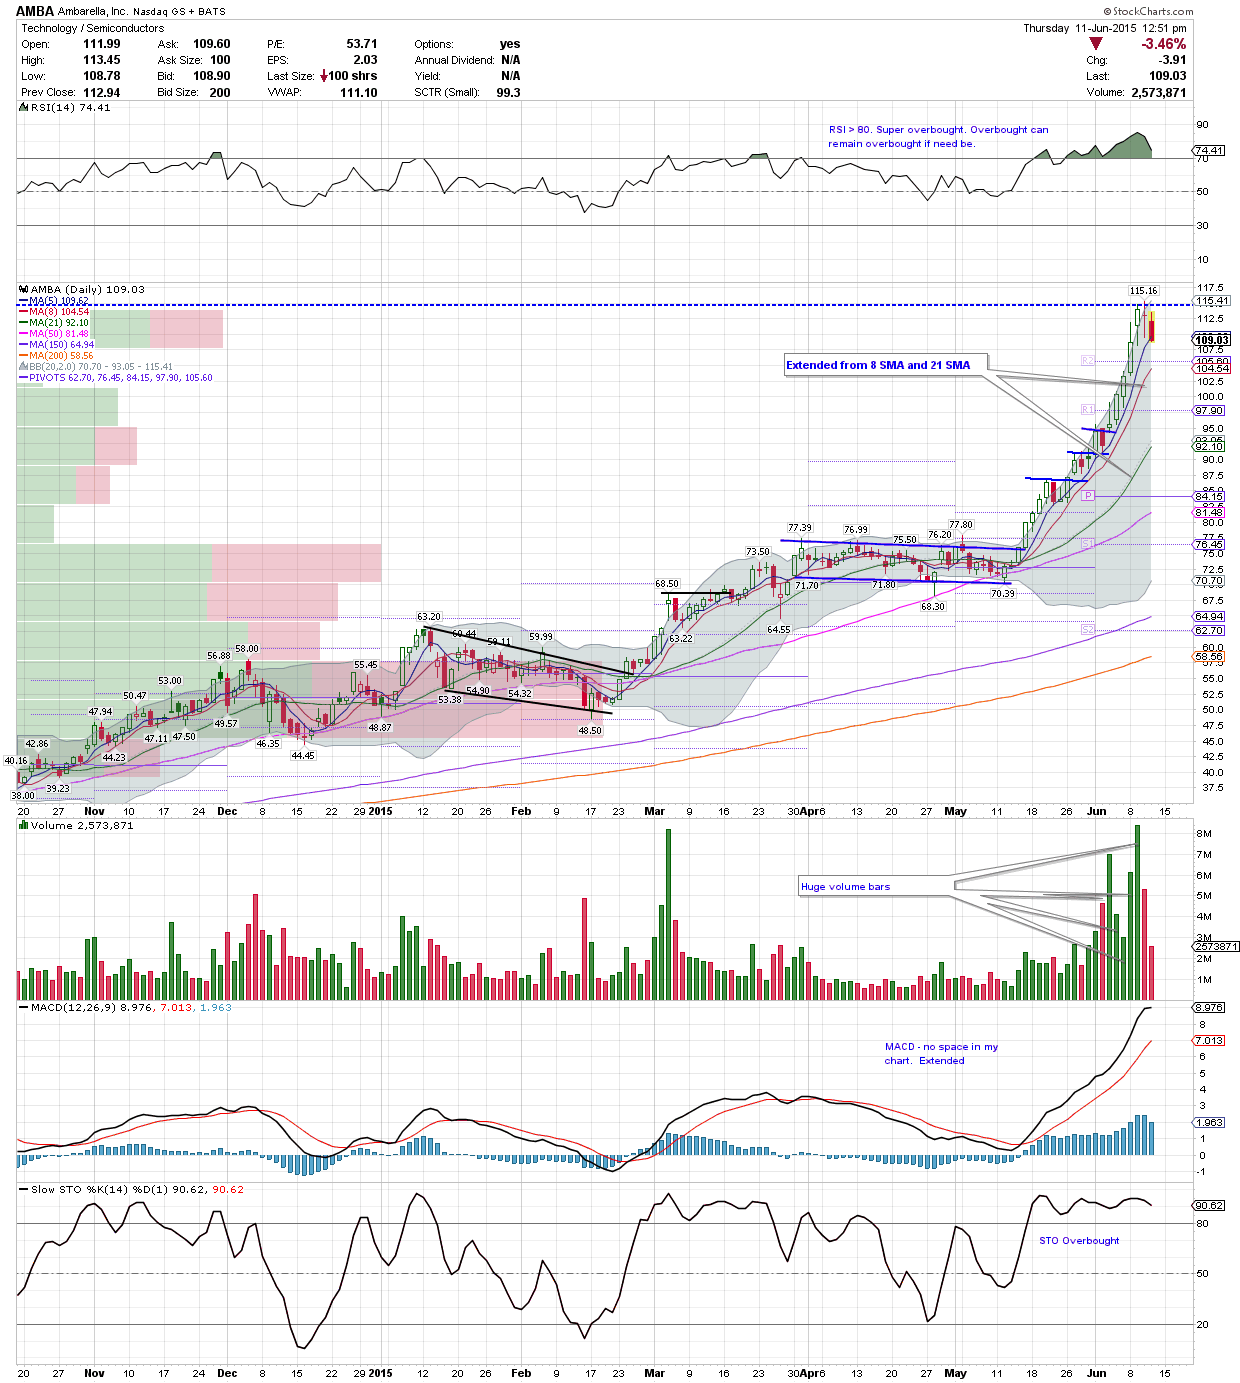 AMBA Ambarella, Inc. Nasdaq GS + BATS
© StockCharts.com
Technology / Semiconductors
Thursday 11-Jun-2015 12:51 pm
Open: 111.99 Ask: 109.60 P/E: 53.71 Options: yes
-3.46%
High: 113.45 Ask Size: 100 EPS: 2.03 Annual Dividend: N/A
Chg: -3.91
Low: 108.78 Bid: 108.90 Last Size: 100 shrs Yield: N/A
Last: 109.03
Prev Close: 112.94 Bid Size: 200 VWAP: 111.10 SCTR (Small): 99.3
Volume: 2,573,871
RSI(14) 74.41
RSI > 80. Super overbought. Overbought can
remain overbought if need be.
90
74.41
70
50
30
10
AMBA (Daily) 109.03
MA(5) 109.62
MA(8) 104.54
MA(21) 92.10
MA(50) 81.48
MA(150) 64.94
MA(200) 58.56
BB(20,2.0) 70.70 - 93.05 - 115.41
PIVOTS 62.70, 76.45, 84.15, 97.90, 105.60
115.16
Extended from 8 SMA and 21 SMA
R2
R1
P
S1
S2
117.5
115.41
112.5
109.03
107.5
105.60
104.54
102.5
100.0
97.90
95.0
93.05
92.10
90.0
87.5
85.0
84.15
81.48
80.0
77.5
76.45
75.0
72.5
70.70
67.5
64.94
62.70
60.0
58.56
57.5
55.0
52.5
50.0
47.5
45.0
42.5
40.0
37.5
40.16
42.86
38.00
39.23
47.94
44.23
50.47
47.11
53.00
47.50
56.88
49.57
58.00
46.35
44.45
55.45
48.87
63.20
53.38
60.44
54.90
59.11
54.32
59.99
48.50
68.50
63.22
73.50
64.55
77.39
71.70
76.99
71.80
75.50
68.30
76.20
77.80
70.39
20 27 Nov 10 17 24 Dec 8 15 22 29 2015 12 20 26 Feb 9 17 23 Mar 9 16 23 30 Apr 6 13 20 27 May 11 18 26 Jun 8 15
Volume 2,573,871
Huge volume bars
8M
7M
6M
5M
4M
3M
2573871
2M
1M
MACD(12,26,9) 8.976, 7.013, 1.963
MACD - no space in my
chart. Extended
8.976
8
7.013
6
5
4
3
1.963
1
0
-1
Slow STO %K(14) %D(1) 90.62, 90.62
STO Overbought
90.62
80
50
20
20 27 Nov 10 17 24 Dec 8 15 22 29 2015 12 20 26 Feb 9 17 23 Mar 9 16 23 30 Apr 6 13 20 27 May 11 18 26 Jun 8 15